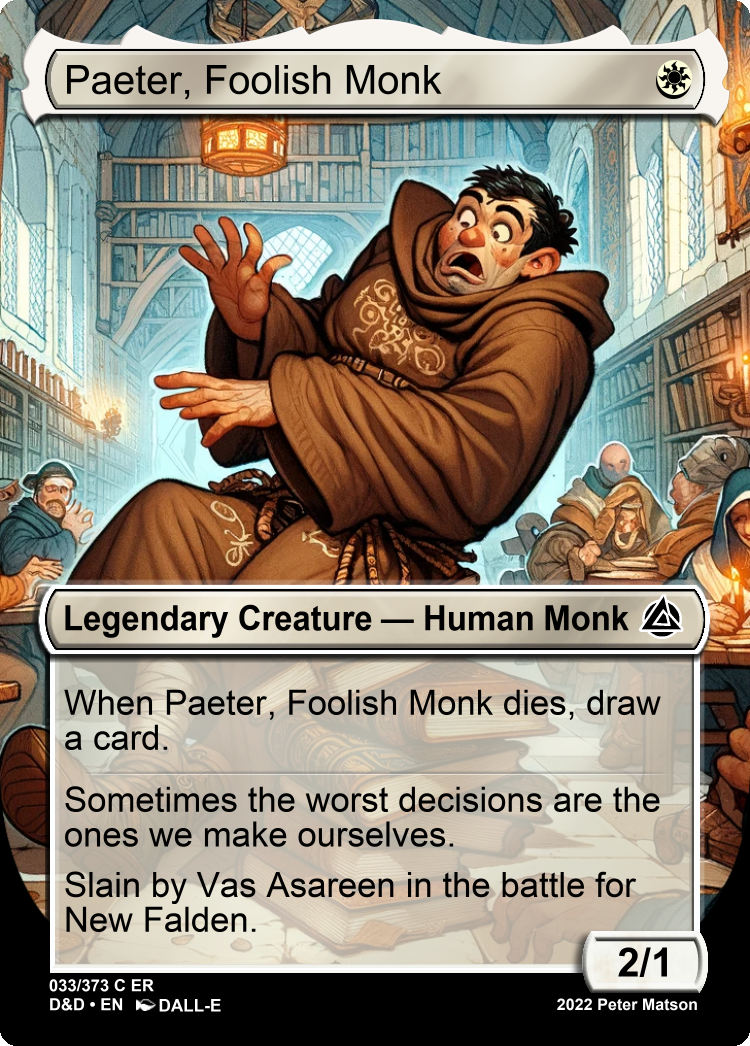 Paeter, Foolish Monk
Legendary Creature — Human Monk
When Paeter, Foolish Monk dies, draw
a card.
Sometimes the worst decisions are the
ones we make ourselves.
Slain by Vas Asareen in the battle for
New Falden.
2/1
033/373 C ER
D&D • EN DALL-E
2022 Peter Matson